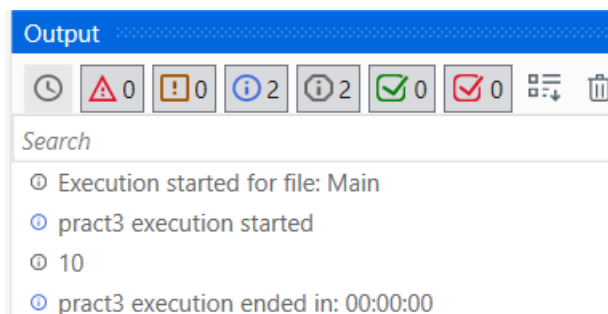 Output
0 0 2 2 0 0
Search
Execution started for file: Main
pract3 execution started
10
pract3 execution ended in: 00:00:00